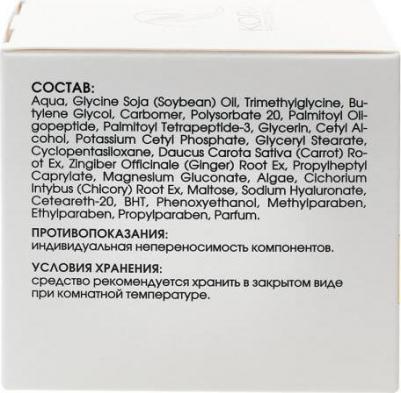 СОСТАВ:
Aqua, Glycine Soja (Soybean) Oil, Trimethylglycine, Bu-
tylene Glycol, Carbomer, Polysorbate 20, Palmitoyl Oli-
gopeptide, Palmitoyl Tetrapeptide-3, Glycerin, Cetyl Al-
cohol, Potassium Cetyl Phosphate, Glyceryl Stearate,
Cyclopentasiloxane, Daucus Carota Sativa (Carrot) Ro-
ot Ex, Zingiber Officinale (Ginger) Root Ex, Propylheptyl
Caprylate, Magnesium Gluconate, Algae, Cichorium
Intybus (Chicory) Root Ex, Maltose, Sodium Hyaluronate,
Ceteareth-20, BHT, Phenoxyethanol, Methylparaben,
Ethylparaben, Propylparaben, Parfum.
ПРОТИВОПОКАЗАНИЯ:
индивидуальная непереносимость компонентов.
УСЛОВИЯ ХРАНЕНИЯ:
средство рекомендуется хранить в закрытом виде
при комнатной температуре.